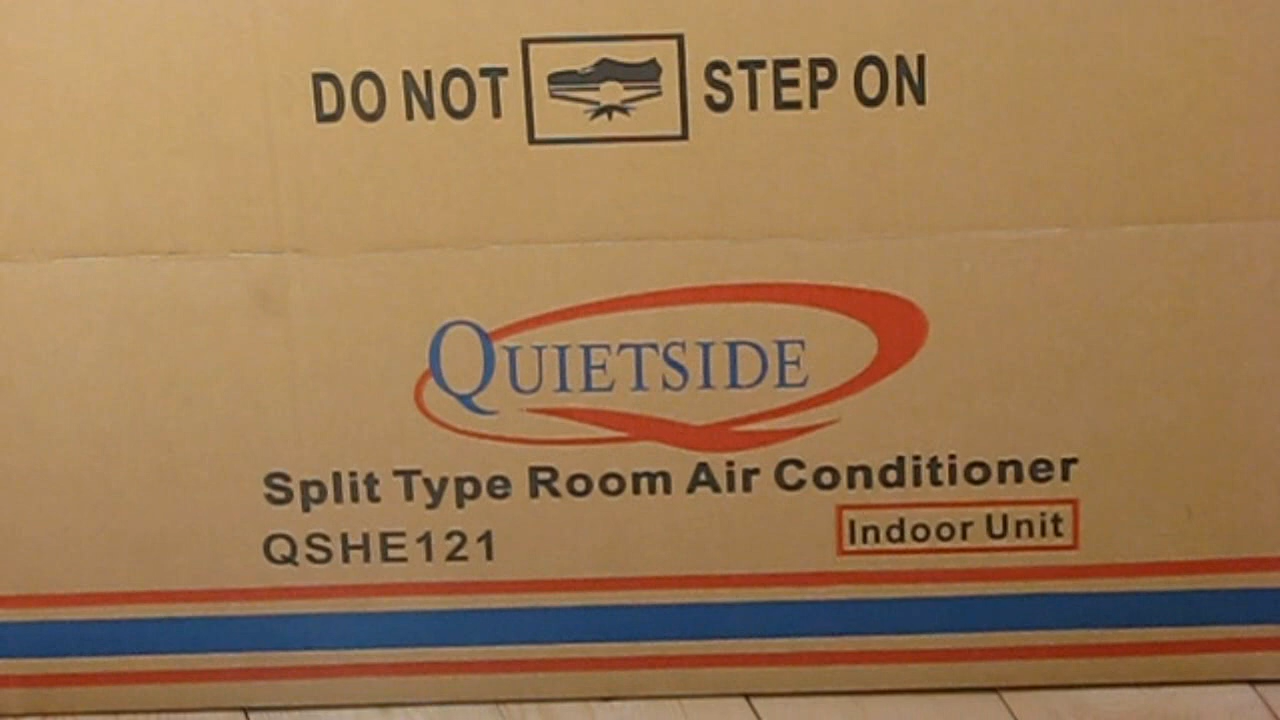 DO NOT STEP ON
QUIETSIDE
Split Type Room Air Conditioner
QSHE121 Indoor Unit